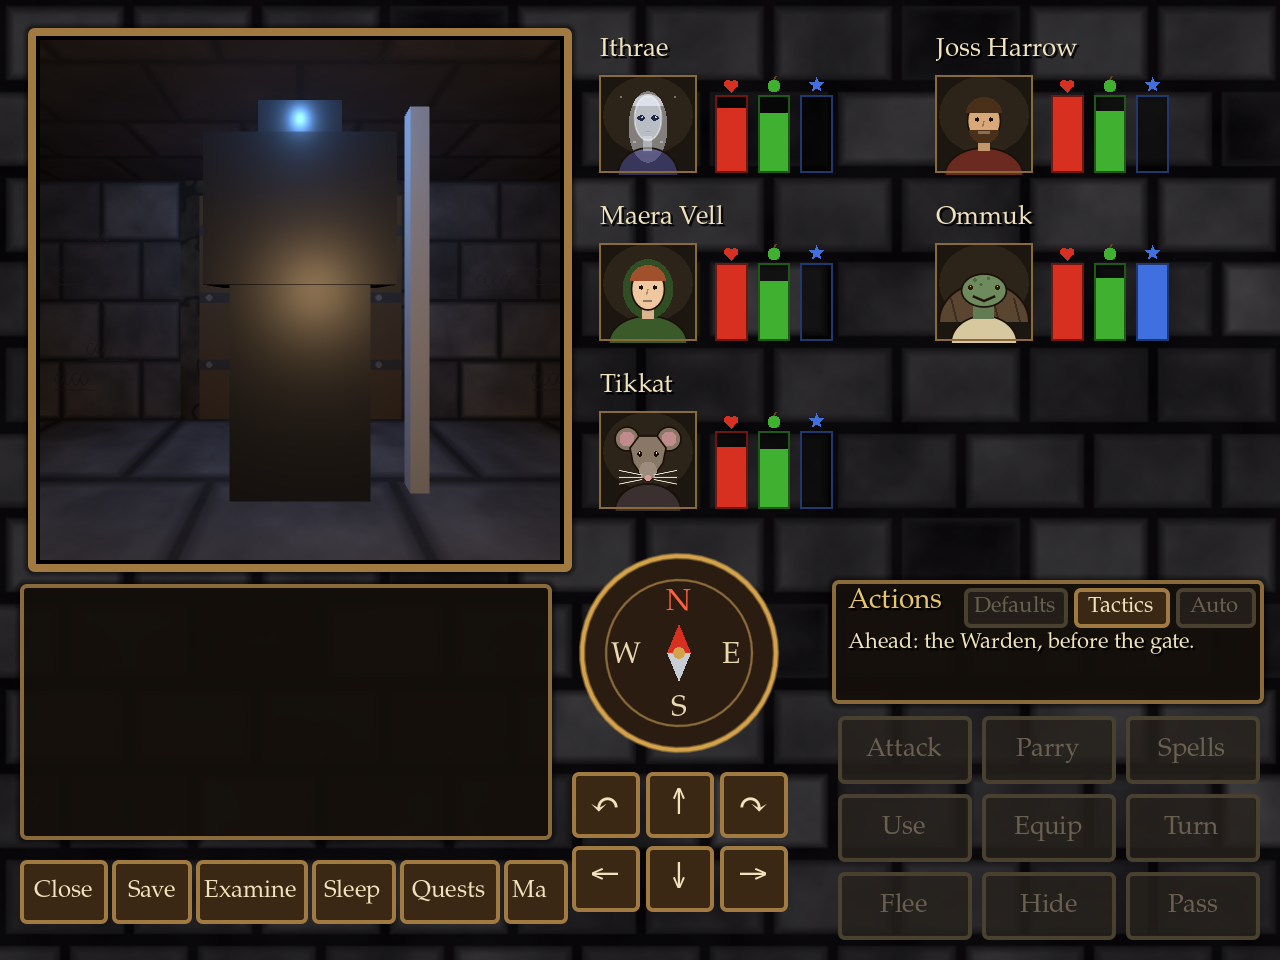 Ithrae
Joss Harrow
Maera Vell
Ommuk
Tikkat
N
W E
S
Actions Defaults Tactics Auto
Ahead: the Warden, before the gate.
Attack Parry Spells
Use Equip Turn
Flee Hide Pass
Close Save Examine Sleep Quests Ma